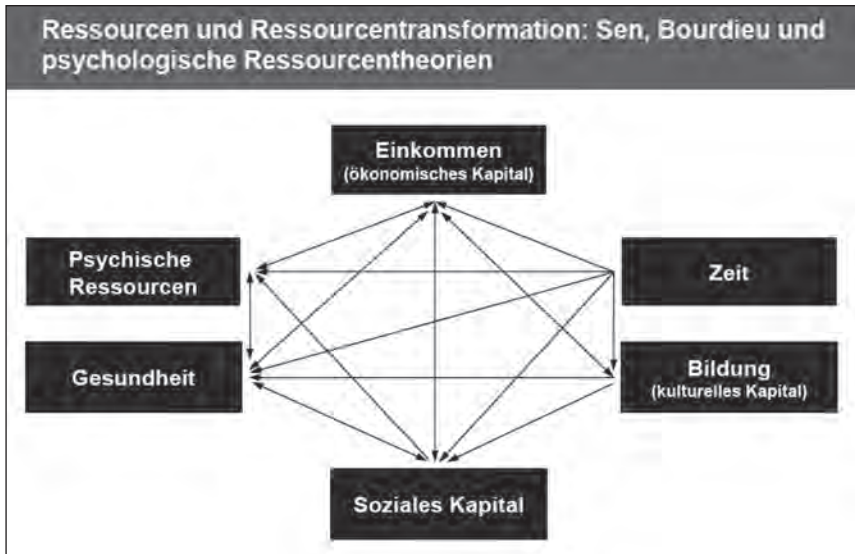 Ressourcen und Ressourcentransformation: Sen, Bourdieu und
psychologische Ressourcentheorien
Einkommen
(ökonomisches Kapital)
Psychische
Ressourcen
Zeit
Gesundheit
Bildung
(kulturelles Kapital)
Soziales Kapital